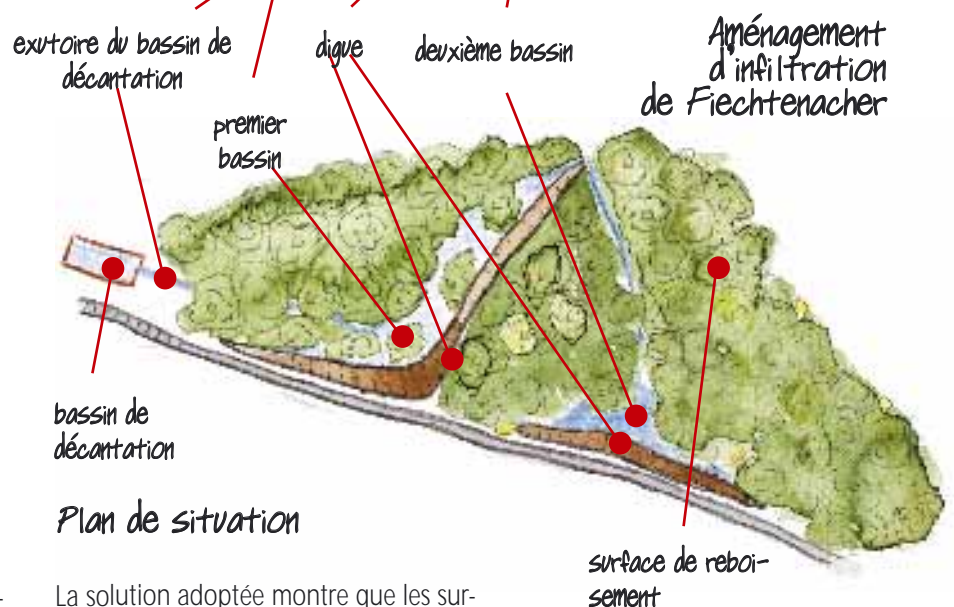 exutoire du bassin de
décantation
digue
deuxième bassin
Aménagement
d'infiltration
de Fiechtenacher
premier
bassin
bassin de
décantation
Plan de situation
surface de reboi-
sement
La solution adoptée montre que les sur-
-